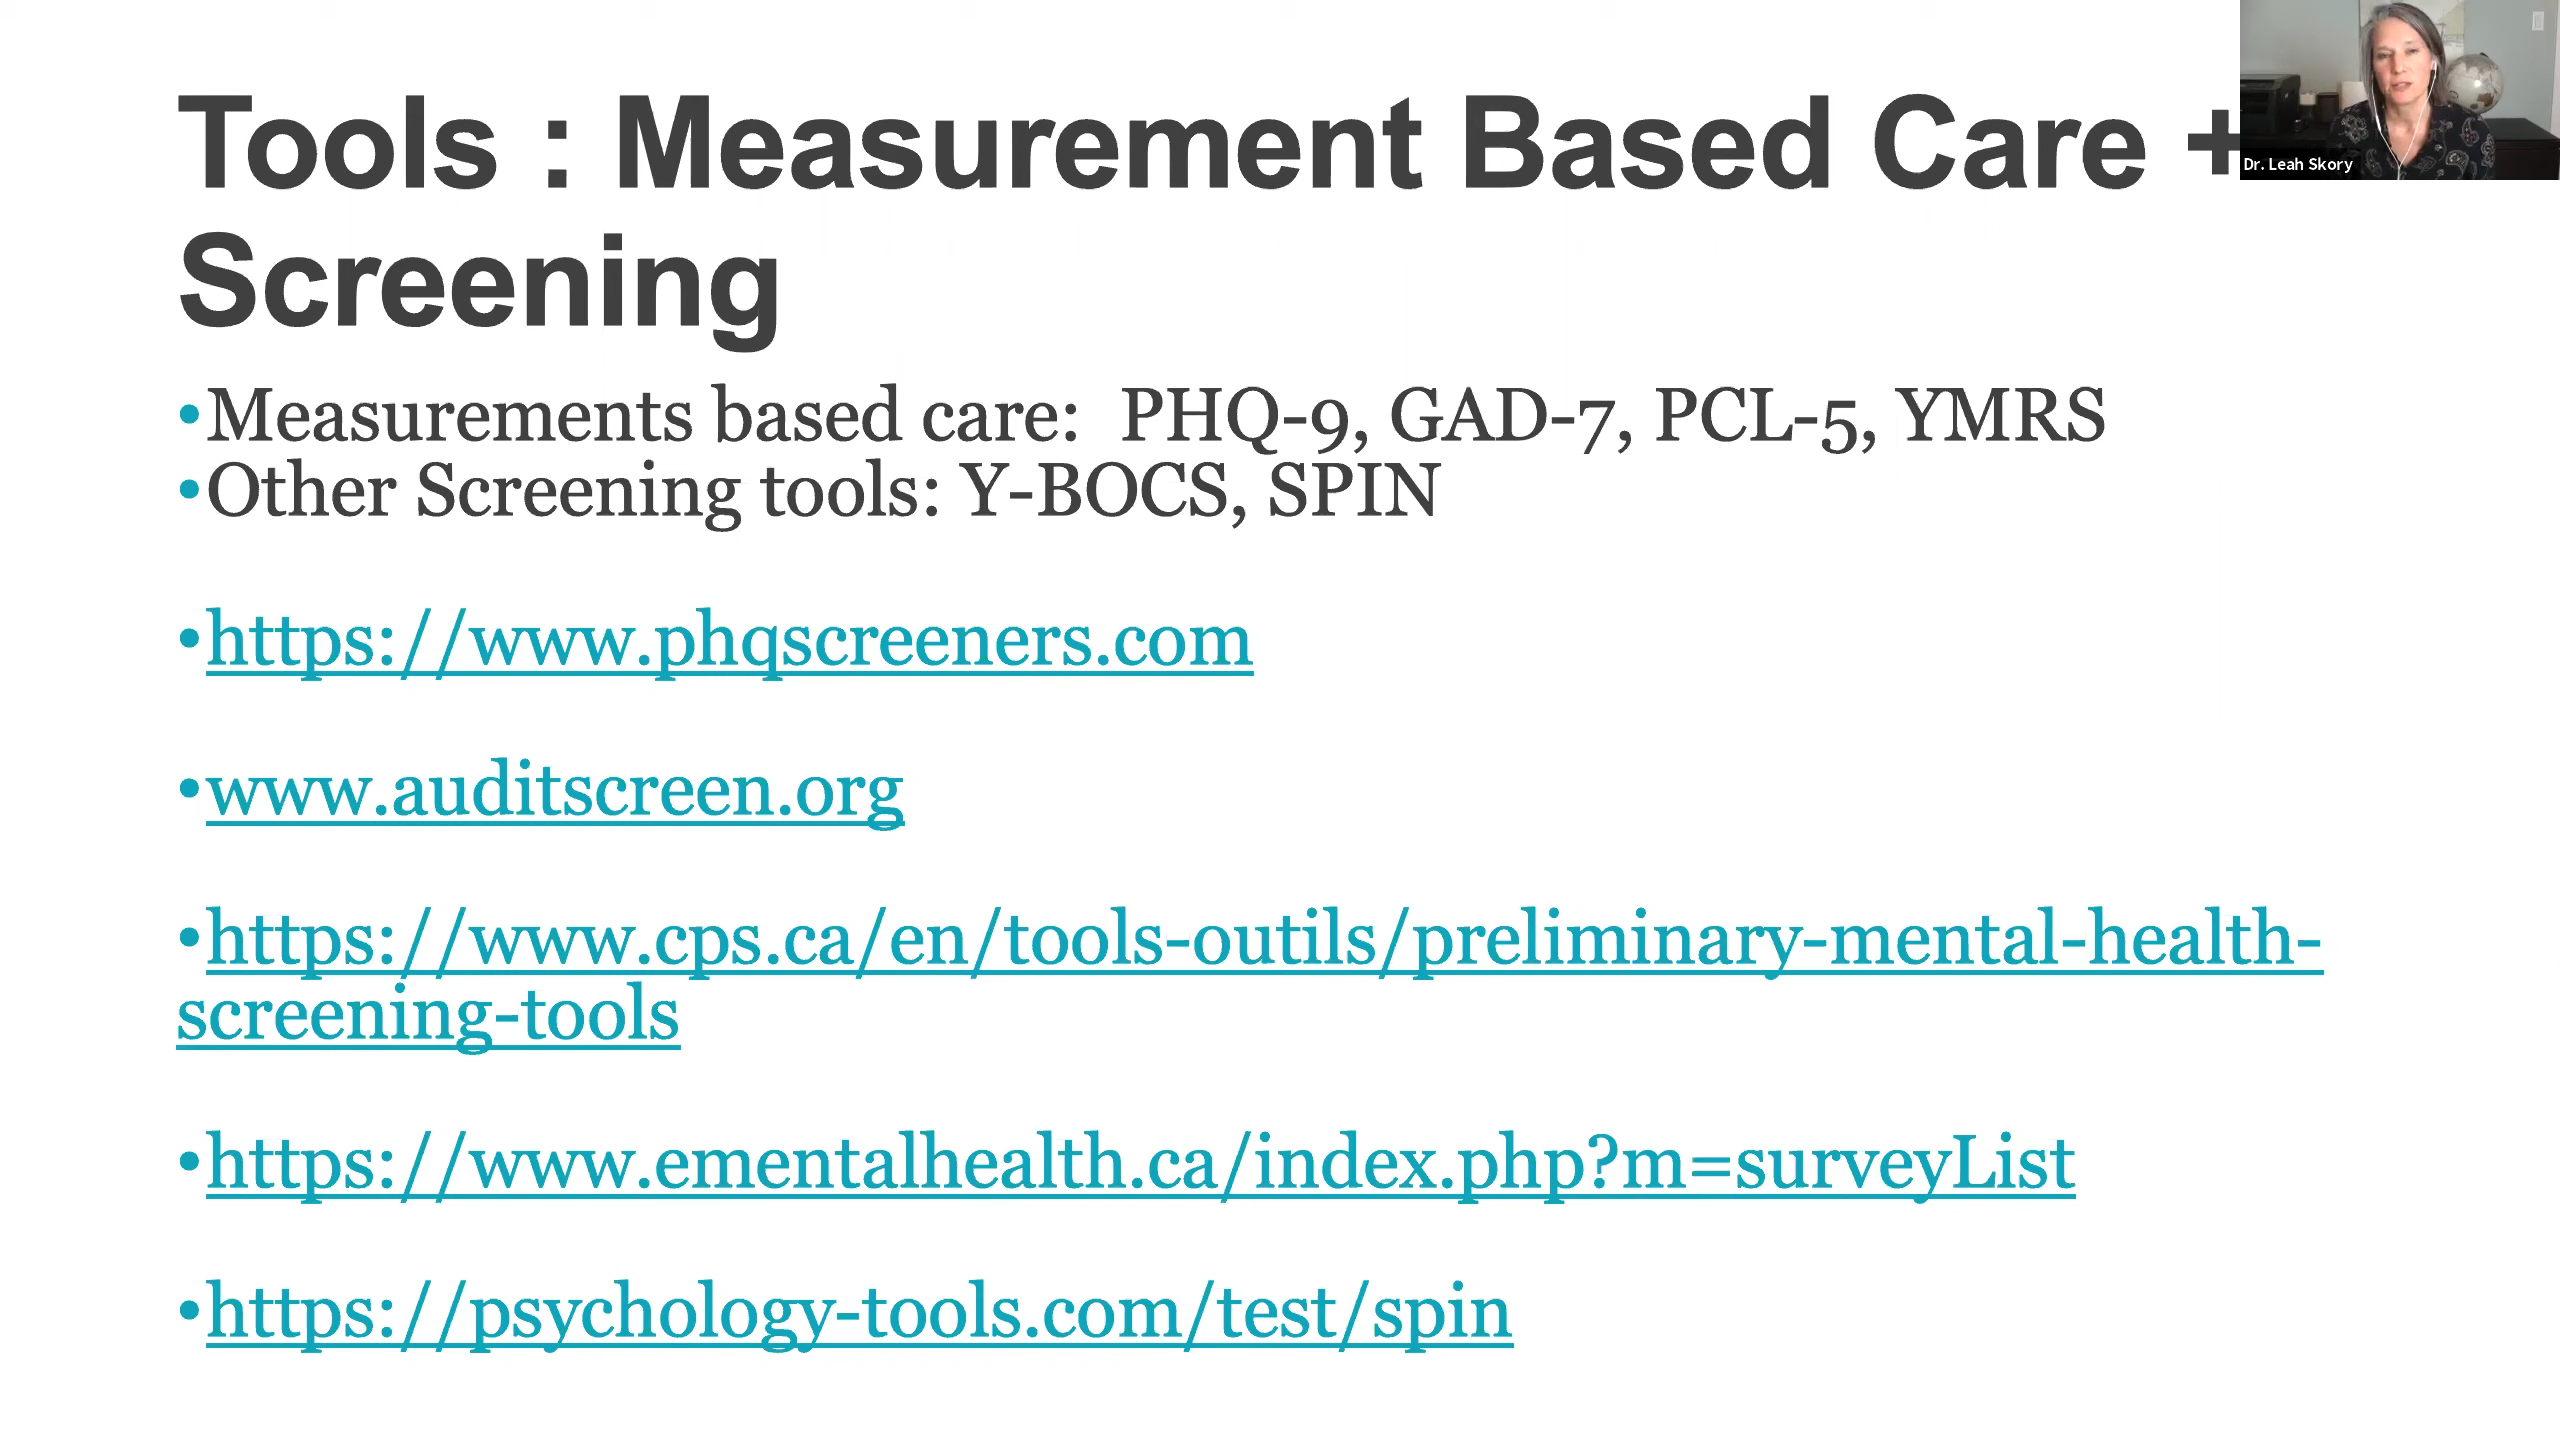 Tools : Measurement Based Care +
Screening
Dr. Leah Skory
•Measurements based care:  PHQ-9, GAD-7, PCL-5, YMRS
•Other Screening tools: Y-BOCS, SPIN
•https://www.phqscreeners.com
•www.auditscreen.org
•https://www.cps.ca/en/tools-outils/preliminary-mental-health-
screening-tools
•https://www.ementalhealth.ca/index.php?m=surveyList
•https://psychology-tools.com/test/spin